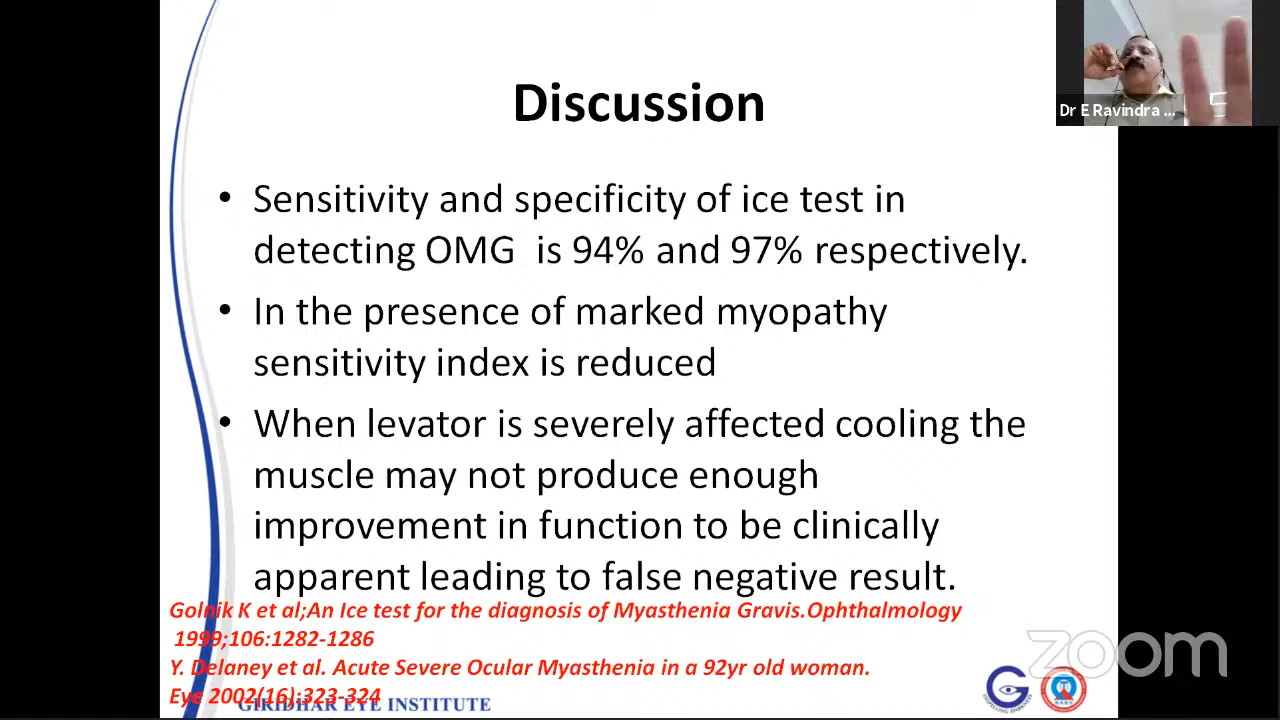 Discussion
Dr E Ravindra ...
• Sensitivity and specificity of ice test in
detecting OMG is 94% and 97% respectively.
• In the presence of marked myopathy
sensitivity index is reduced
• When levator is severely affected cooling the
muscle may not produce enough
improvement in function to be clinically
apparent leading to false negative result.
Golnik K et al;An Ice test for the diagnosis of Myasthenia Gravis.Ophthalmology
1999;106:1282-1286
Y. Delaney et al. Acute Severe Ocular Myasthenia in a 92yr old woman.
Eye 2002(16);323-324
GIRIDHAR EYE INSTITUTE
zoom